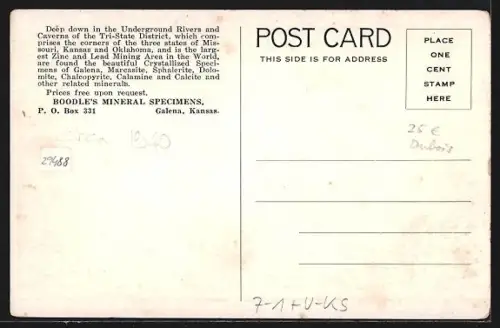 Deep down in the Underground Rivers and
Caverns of the Tri-State District, which com-
prises the corners of the three states of Mis-
souri, Kansas and Oklahoma, and is the larg-
est Zinc and Lead Mining Area in the World,
are found the beautiful Crystallized Speci-
mens of Galena, Marcasite, Sphalerite, Dolo-
mite, Chalcopyrite, Calamine and Calcite and
other related minerals.
Prices free upon request.
BOODLE'S MINERAL SPECIMENS,
P. O. Box 331 Galena, Kansas.
29488
POST CARD
THIS SIDE IS FOR ADDRESS
PLACE
ONE
CENT
STAMP
HERE
25 €
7-1+U-KS